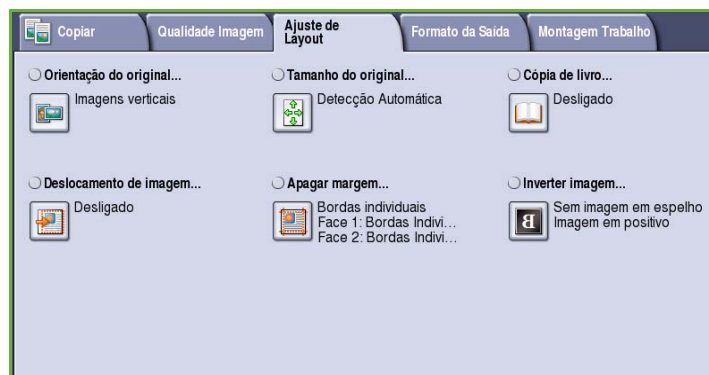 Copiar
Qualidade Imagem
Ajuste de
Layout
Formato da Saída
Montagem Trabalho
Orientação do original...
Imagens verticais
Tamanho do original...
Detecção Automática
Cópia de livro...
Desligado
Deslocamento de imagem...
Desligado
Apagar margem...
Bordas individuais
Face 1: Bordas Indivi...
Face 2: Bordas Indivi...
Inverter imagem...
Sem imagem em espelho
Imagem em positivo